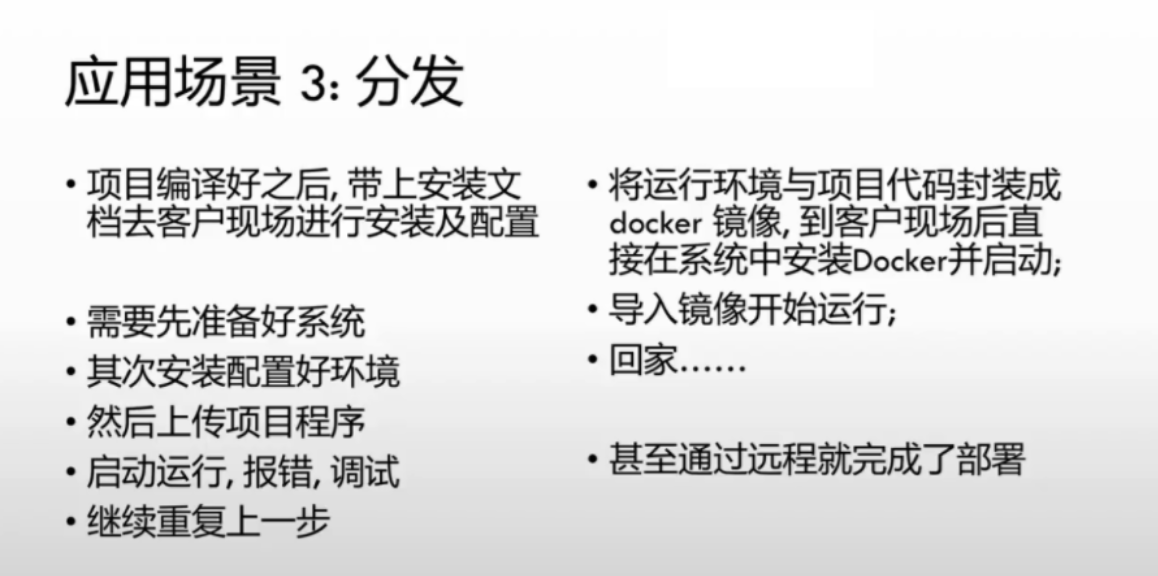 应用场景 3: 分发
• 项目编译好之后, 带上安装文
档去客户现场进行安装及配置
• 需要先准备好系统
• 其次安装配置好环境
• 然后上传项目程序
• 启动运行, 报错, 调试
• 继续重复上一步
• 将运行环境与项目代码封装成
docker 镜像, 到客户现场后直
接在系统中安装Docker并启动;
• 导入镜像开始运行;
• 回家……
• 甚至通过远程就完成了部署